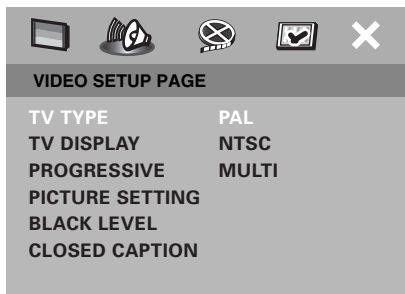 VIDEO SETUP PAGE
TV TYPE PAL
TV DISPLAY NTSC
PROGRESSIVE MULTI
PICTURE SETTING
BLACK LEVEL
CLOSED CAPTION